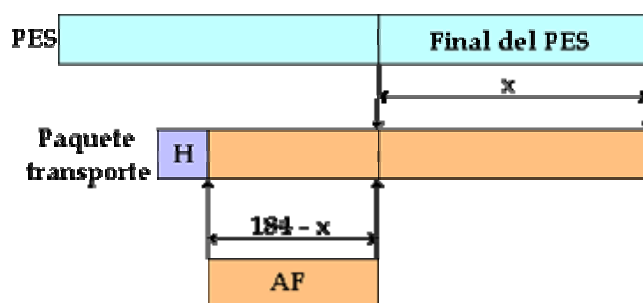 PES
Final del PES
x
Paquete
transporte
H
184 - x
AF